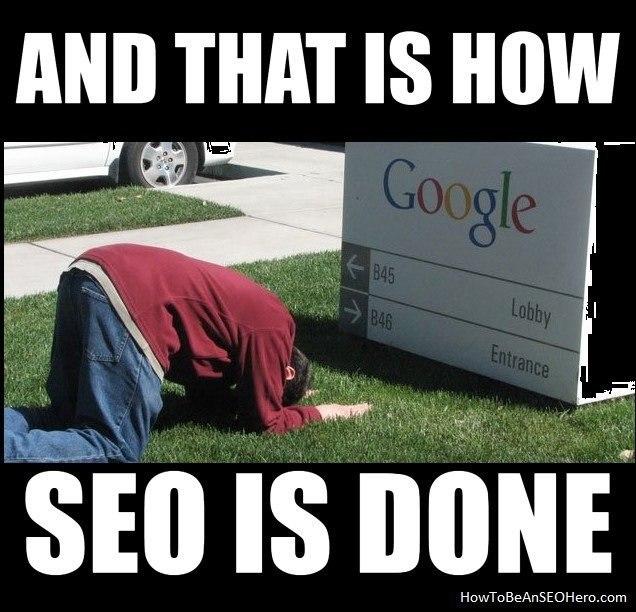 AND THAT IS HOW
Google
B45
Lobby
B46
Entrance
SEO IS DONE
HowToBeAnSEOHero.com